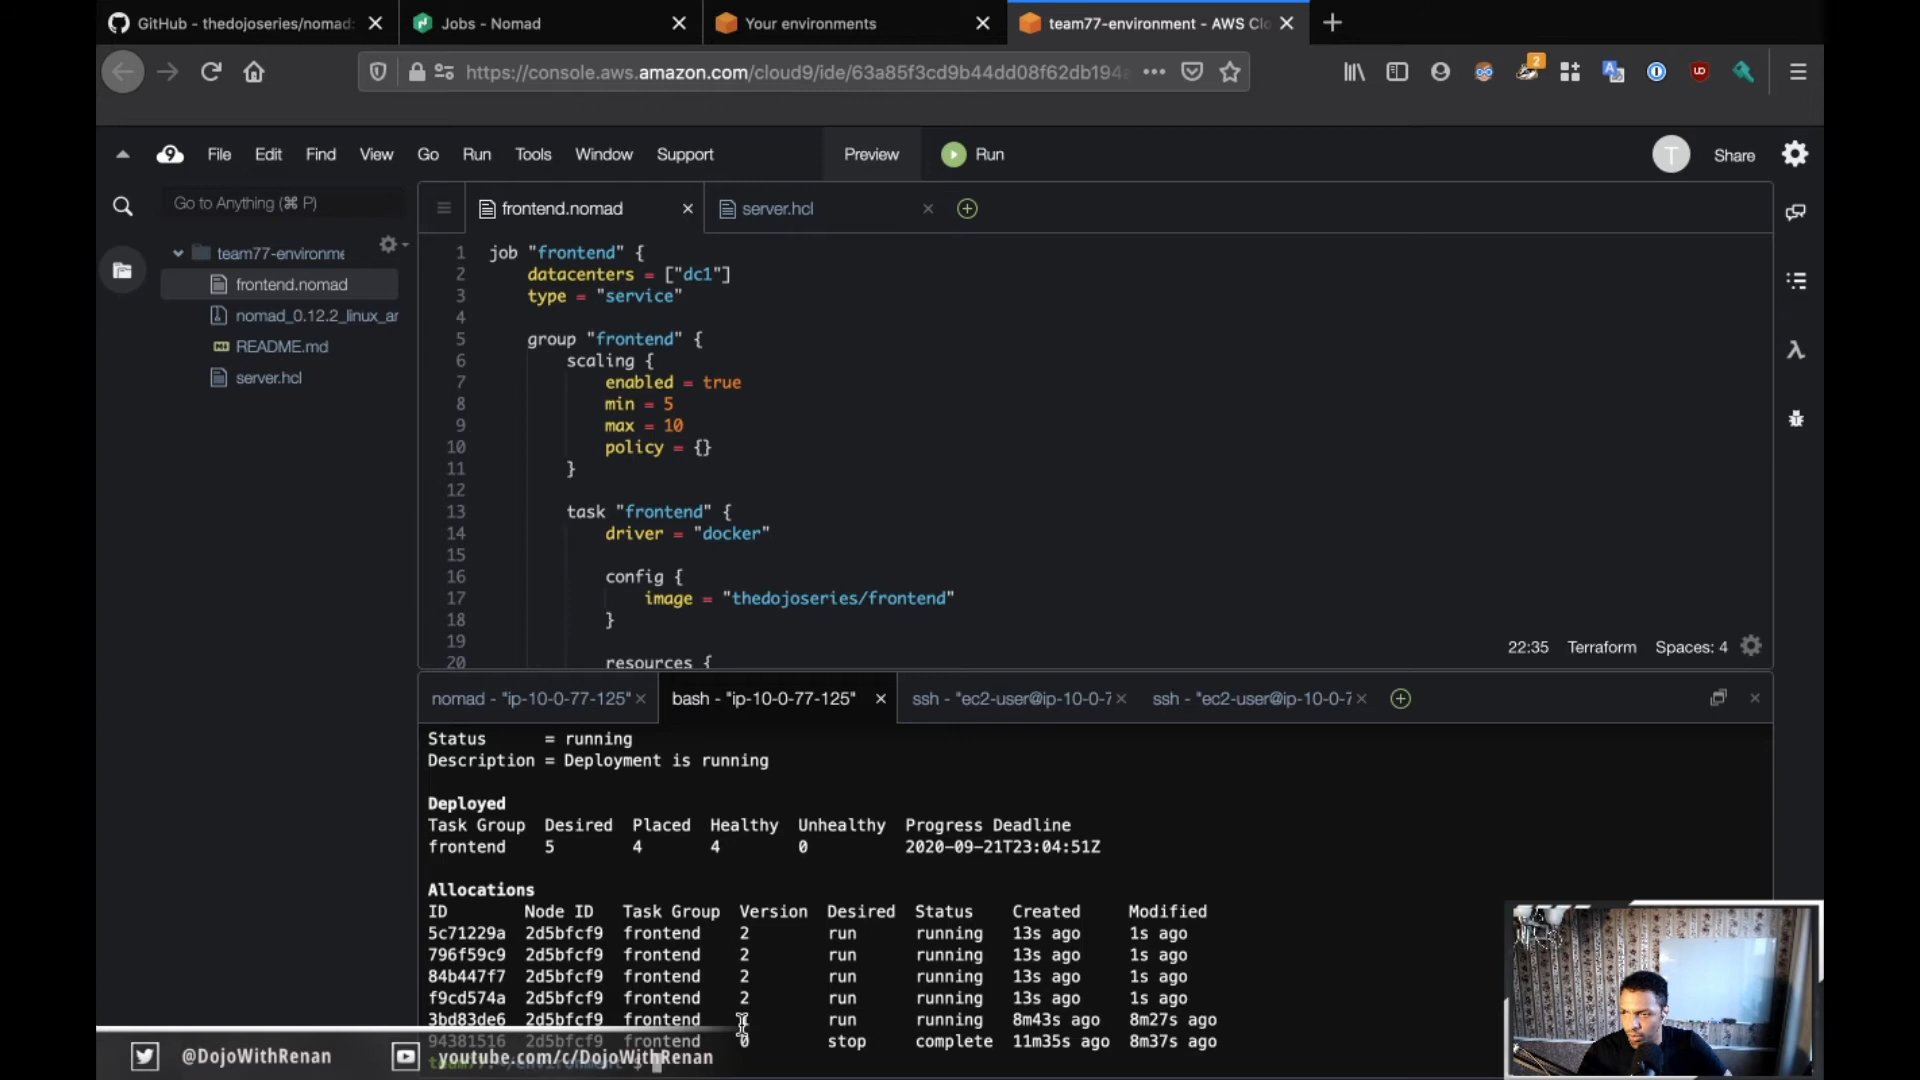 GitHub - thedojoseries/nomad:
Jobs - Nomad
Your environments
team77-environment - AWS Clo
https://console.aws.amazon.com/cloud9/ide/63a85f3cd9b44dd08f62db194a
2
9
File Edit Find View Go Run Tools Window Support
Preview
Run
T
Share
Go to Anything (⌘ P)
frontend.nomad
server.hcl
team77-environme
frontend.nomad
nomad_0.12.2_linux_ar
README.md
server.hcl
1 job "frontend" {
2 datacenters = ["dc1"]
3 type = "service"
4
5 group "frontend" {
6 scaling {
7 enabled = true
8 min = 5
9 max = 10
10 policy = {}
11 }
12
13 task "frontend" {
14 driver = "docker"
15
16 config {
17 image = "thedojoseries/frontend"
18 }
19
20 resources {
22:35 Terraform Spaces: 4
nomad - "ip-10-0-77-125"
bash - "ip-10-0-77-125"
ssh - "ec2-user@ip-10-0-7
ssh - "ec2-user@ip-10-0-7
Status = running
Description = Deployment is running
Deployed
Task Group Desired Placed Healthy Unhealthy Progress Deadline
frontend 5 4 4 0 2020-09-21T23:04:51Z
Allocations
ID Node ID Task Group Version Desired Status Created Modified
5c71229a 2d5bfcf9 frontend 2 run running 13s ago 1s ago
796f59c9 2d5bfcf9 frontend 2 run running 13s ago 1s ago
84b447f7 2d5bfcf9 frontend 2 run running 13s ago 1s ago
f9cd574a 2d5bfcf9 frontend 2 run running 13s ago 1s ago
3bd83de6 2d5bfcf9 frontend run running 8m43s ago 8m27s ago
94381516 2d5bfcf9 frontend 0 stop complete 11m35s ago 8m37s ago
@DojoWithRenan
youtube.com/c/DojoWithRenan